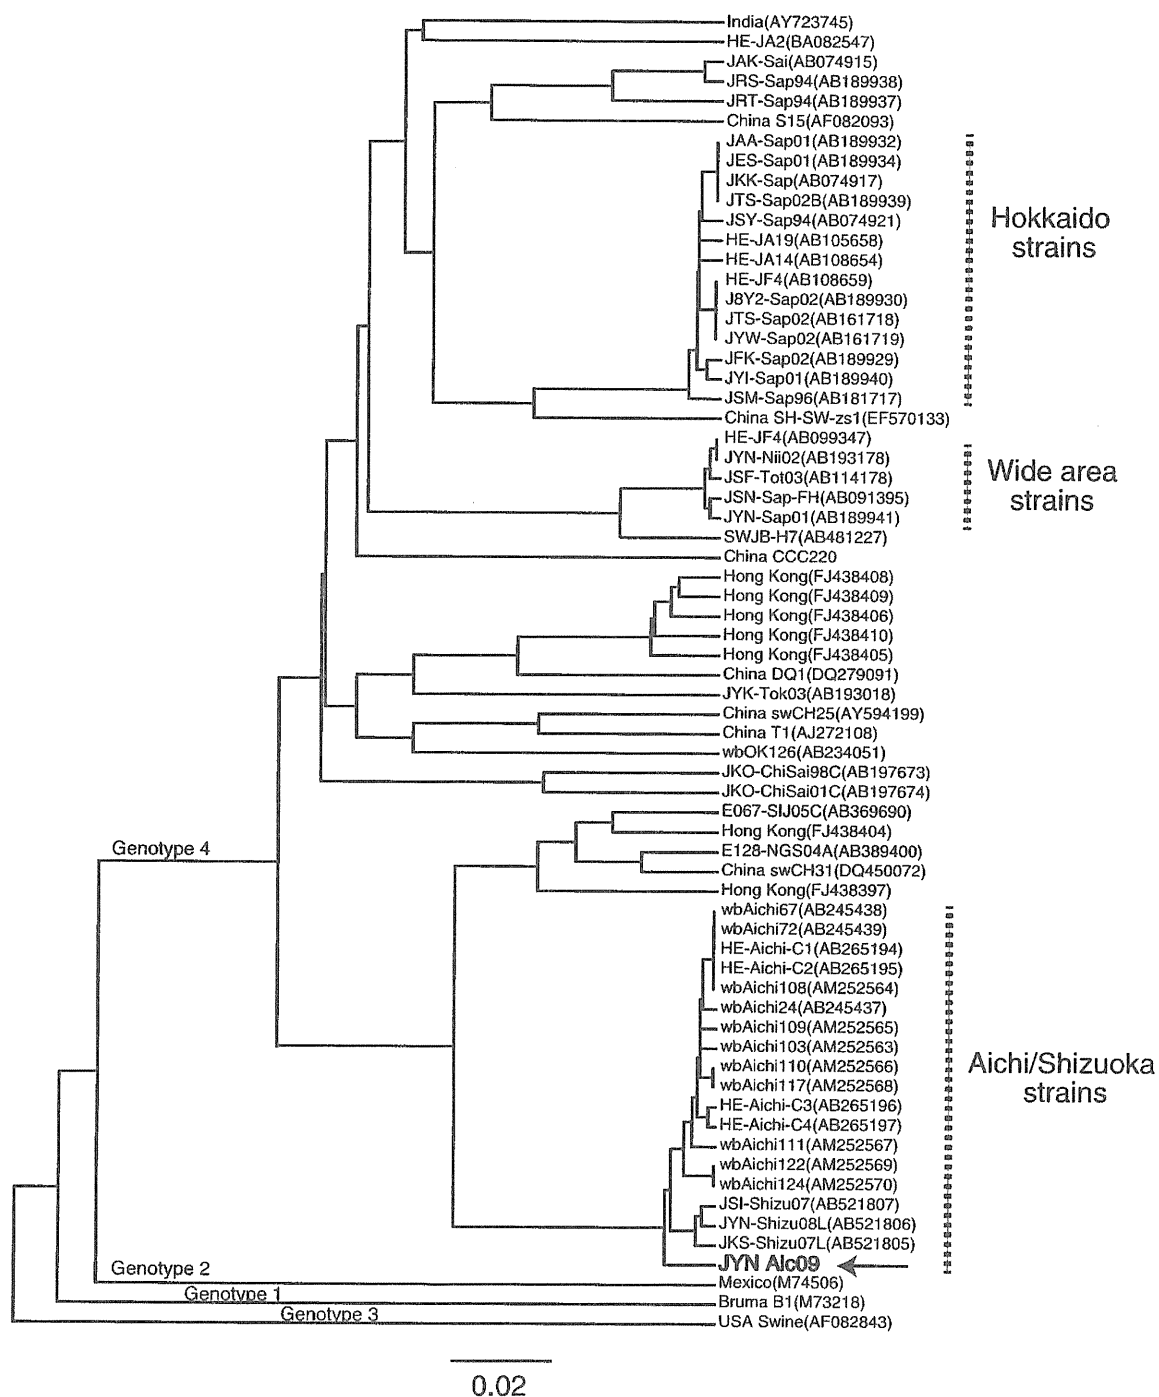 India(AY723745)
HE-JA2(BA082547)
JAK-Sai(AB074915)
JRS-Sap94(AB189938)
JRT-Sap94(AB189937)
China S15(AF082093)
JAA-Sap01(AB189932)
JES-Sap01(AB189934)
JKK-Sap(AB074917)
JTS-Sap02B(AB189939)
JSY-Sap94(AB074921)
HE-JA19(AB105658)
HE-JA14(AB108654)
HE-JF4(AB108659)
J8Y2-Sap02(AB189930)
JTS-Sap02(AB161718)
JYW-Sap02(AB161719)
JFK-Sap02(AB189929)
JYI-Sap01(AB189940)
JSM-Sap96(AB181717)
Hokkaido
strains
China SH-SW-zs1(EF570133)
HE-JF4(AB099347)
JYN-Nii02(AB193178)
JSF-Tot03(AB114178)
JSN-Sap-FH(AB091395)
JYN-Sap01(AB189941)
Wide area
strains
SWJB-H7(AB481227)
China CCC220
Hong Kong(FJ438408)
Hong Kong(FJ438409)
Hong Kong(FJ438406)
Hong Kong(FJ438410)
Hong Kong(FJ438405)
China DQ1(DQ279091)
JYK-Tok03(AB193018)
China swCH25(AY594199)
China T1(AJ272108)
wbOK126(AB234051)
JKO-ChiSai98C(AB197673)
JKO-ChiSai01C(AB197674)
E067-SIJ05C(AB369690)
Hong Kong(FJ438404)
Genotype 4
E128-NGS04A(AB389400)
China swCH31(DQ450072)
Hong Kong(FJ438397)
wbAichi67(AB245438)
wbAichi72(AB245439)
HE-Aichi-C1(AB265194)
HE-Aichi-C2(AB265195)
wbAichi108(AM252564)
wbAichi24(AB245437)
wbAichi109(AM252565)
wbAichi103(AM252563)
wbAichi110(AM252566)
wbAichi117(AM252568)
HE-Aichi-C3(AB265196)
HE-Aichi-C4(AB265197)
wbAichi111(AM252567)
wbAichi122(AM252569)
wbAichi124(AM252570)
JSI-Shizu07(AB521807)
JYN-Shizu08L(AB521806)
JKS-Shizu07L(AB521805)
JYN Aic09
Aichi/Shizuoka
strains
Genotype 2
Mexico(M74506)
Genotype 1
Bruma B1(M73218)
Genotype 3
USA Swine(AF082843)
0.02